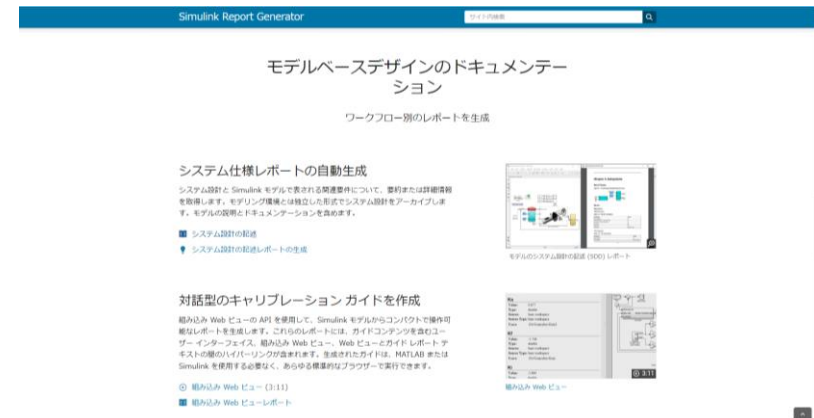 Simulink Report Generator
サイト内検索
モデルベースデザインのドキュメンテー
ション
ワークフロー別のレポートを生成
システム仕様レポートの自動生成
システム設計と Simulink モデルで表される関連要件について、要約または詳細情報
を取得します。モデリング環境とは独立した形式でシステム設計をアーカイブしま
す。モデルの説明とドキュメンテーションを含めます。
システム設計の記述
システム設計の記述レポートの生成
モデルのシステム設計の記述 (SDD) レポート
対話型のキャリブレーション ガイドを作成
組み込み Web ビューの API を使用して、Simulink モデルからコンパクトで操作可
能なレポートを生成します。これらのレポートには、ガイドコンテンツを含むユー
ザー インターフェイス、組み込み Web ビュー、Web ビューとガイド レポート テ
キストの間のハイパーリンクが含まれます。生成されたガイドは、MATLAB または
Simulink を使用する必要なく、あらゆる標準的なブラウザーで実行できます。
組み込み Web ビュー (3:11)
組み込み Web ビューレポート
3:11
組み込み Web ビュー